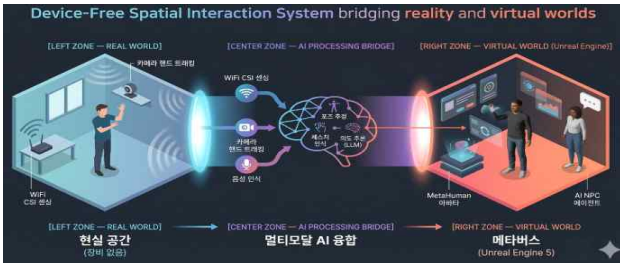 Device-Free Spatial Interaction System bridging reality and virtual worlds
[LEFT ZONE — REAL WORLD]
[CENTER ZONE — AI PROCESSING BRIDGE]
[RIGHT ZONE — VIRTUAL WORLD (Unreal Engine)]
카메라 핸드 트래킹
WiFi CSI 센싱
WiFi
CSI 센싱
카메라
핸드 트래킹
음성 인식
포즈 추정
제스처
인식
의도 추론
(LLM)
MetaHuman
아바타
AI NPC
에이전트
[LEFT ZONE — REAL WORLD]
[CENTER ZONE — AI PROCESSING BRIDGE]
[RIGHT ZONE — VIRTUAL WORLD
현실 공간
(장비 없음)
멀티모달 AI 융합
메타버스
(Unreal Engine 5)